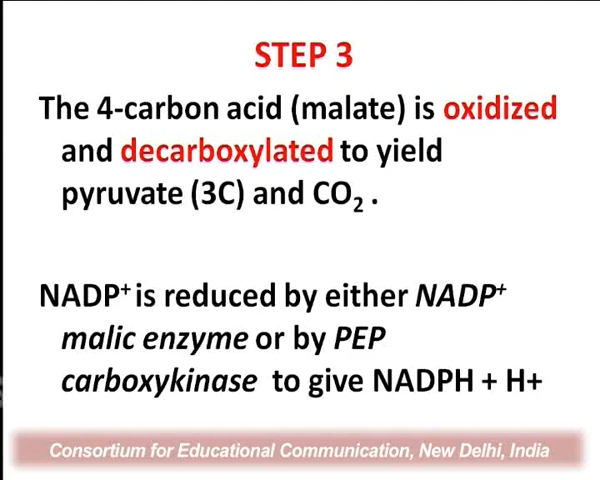 STEP 3
The 4-carbon acid (malate) is oxidized
and decarboxylated to yield
pyruvate (3C) and CO₂ .
NADP⁺ is reduced by either NADP⁺
malic enzyme or by PEP
carboxykinase to give NADPH + H+
Consortium for Educational Communication, New Delhi, India